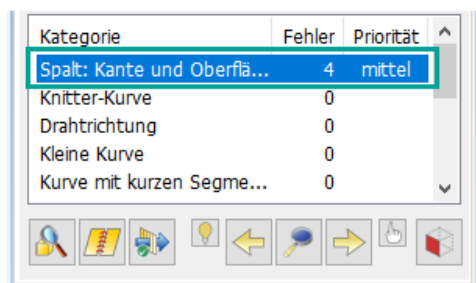 Kategorie Fehler Priorität
Spalt: Kante und Oberflä... 4 mittel
Knitter-Kurve 0
Drahtrichtung 0
Kleine Kurve 0
Kurve mit kurzen Segme... 0